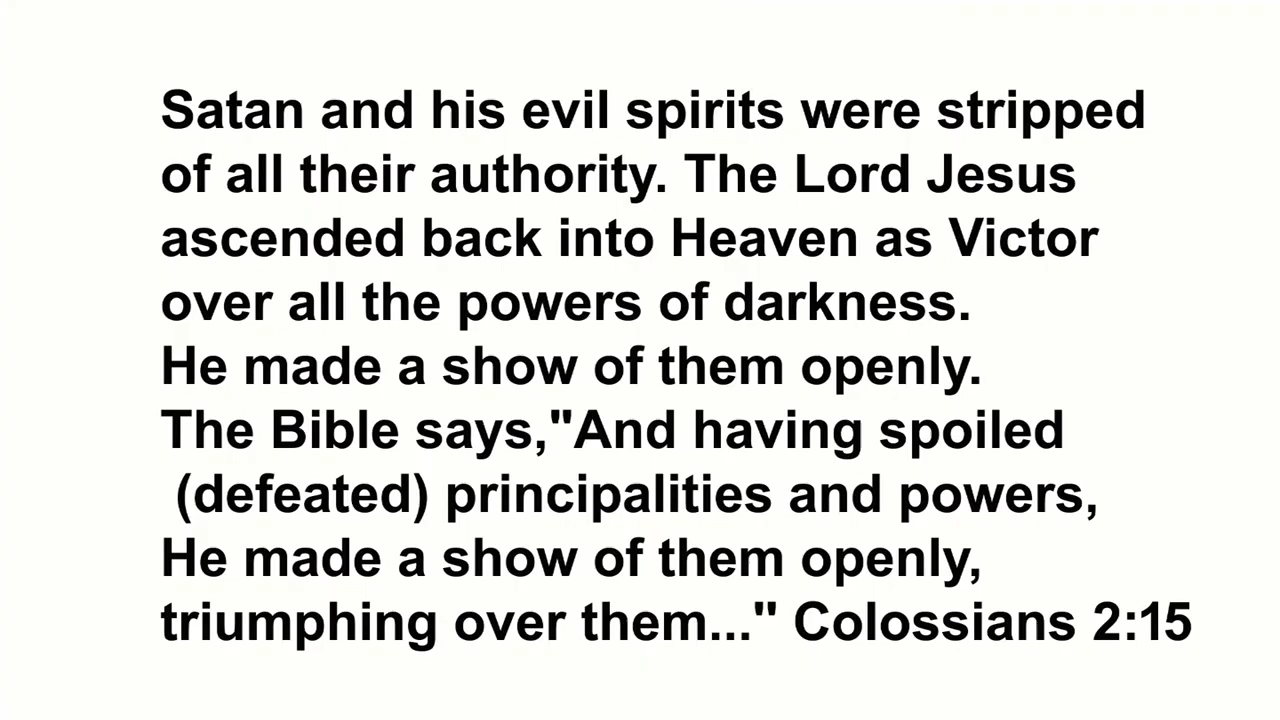 Satan and his evil spirits were stripped
of all their authority. The Lord Jesus
ascended back into Heaven as Victor
over all the powers of darkness.
He made a show of them openly.
The Bible says,"And having spoiled
(defeated) principalities and powers,
He made a show of them openly,
triumphing over them..." Colossians 2:15